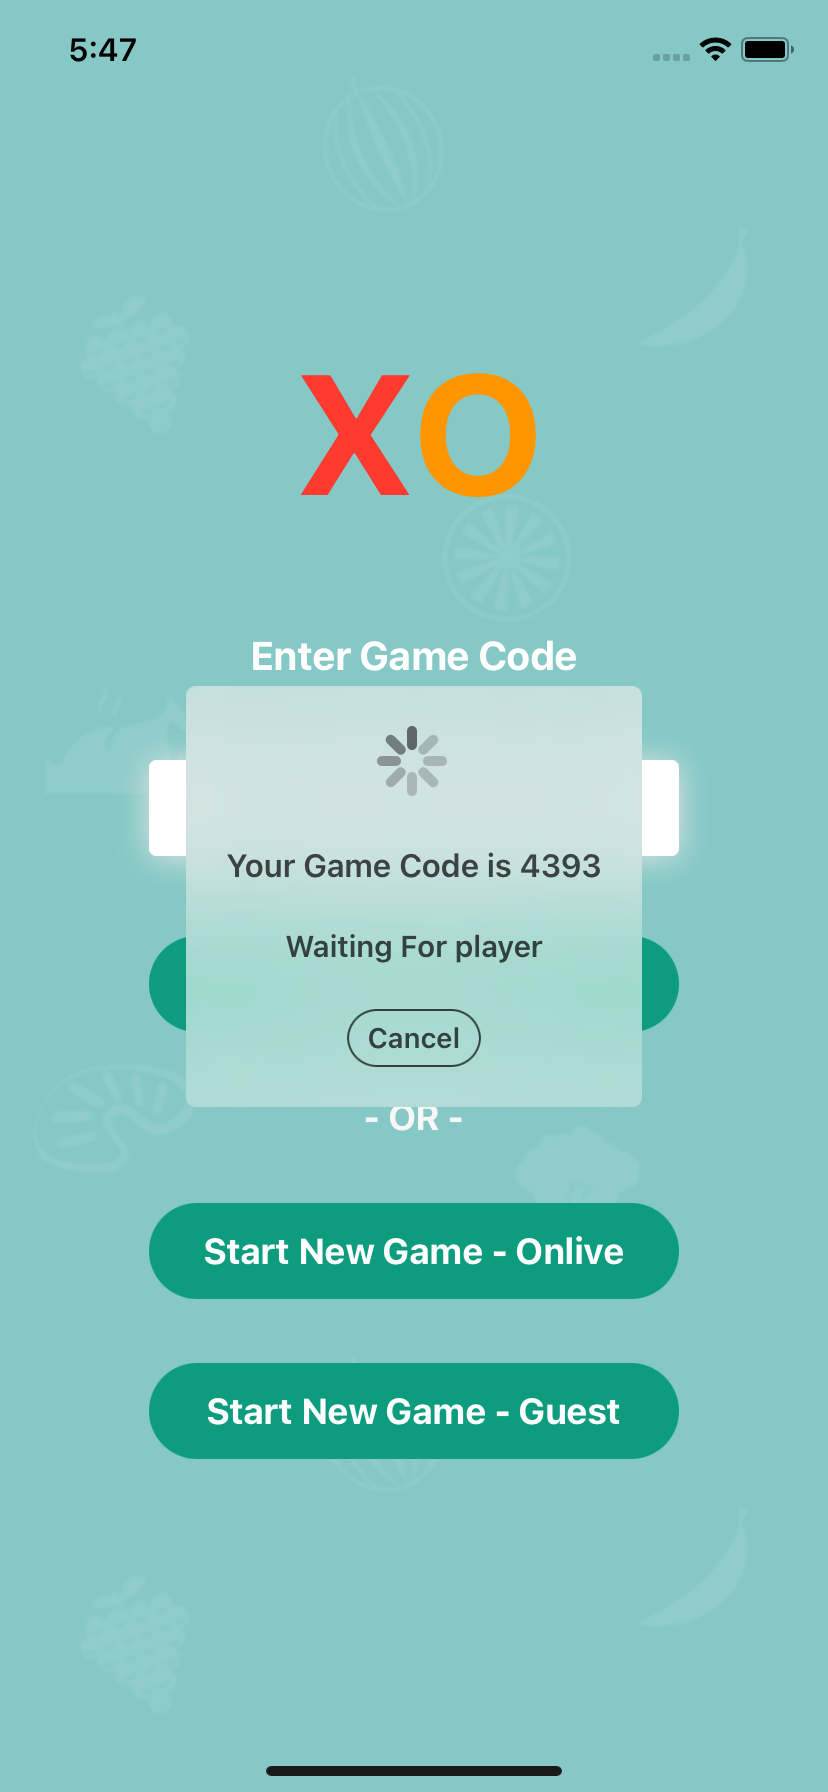 5:47
XO
Enter Game Code
Your Game Code is 4393
Waiting For player
Cancel
- OR -
Start New Game - Onlive
Start New Game - Guest